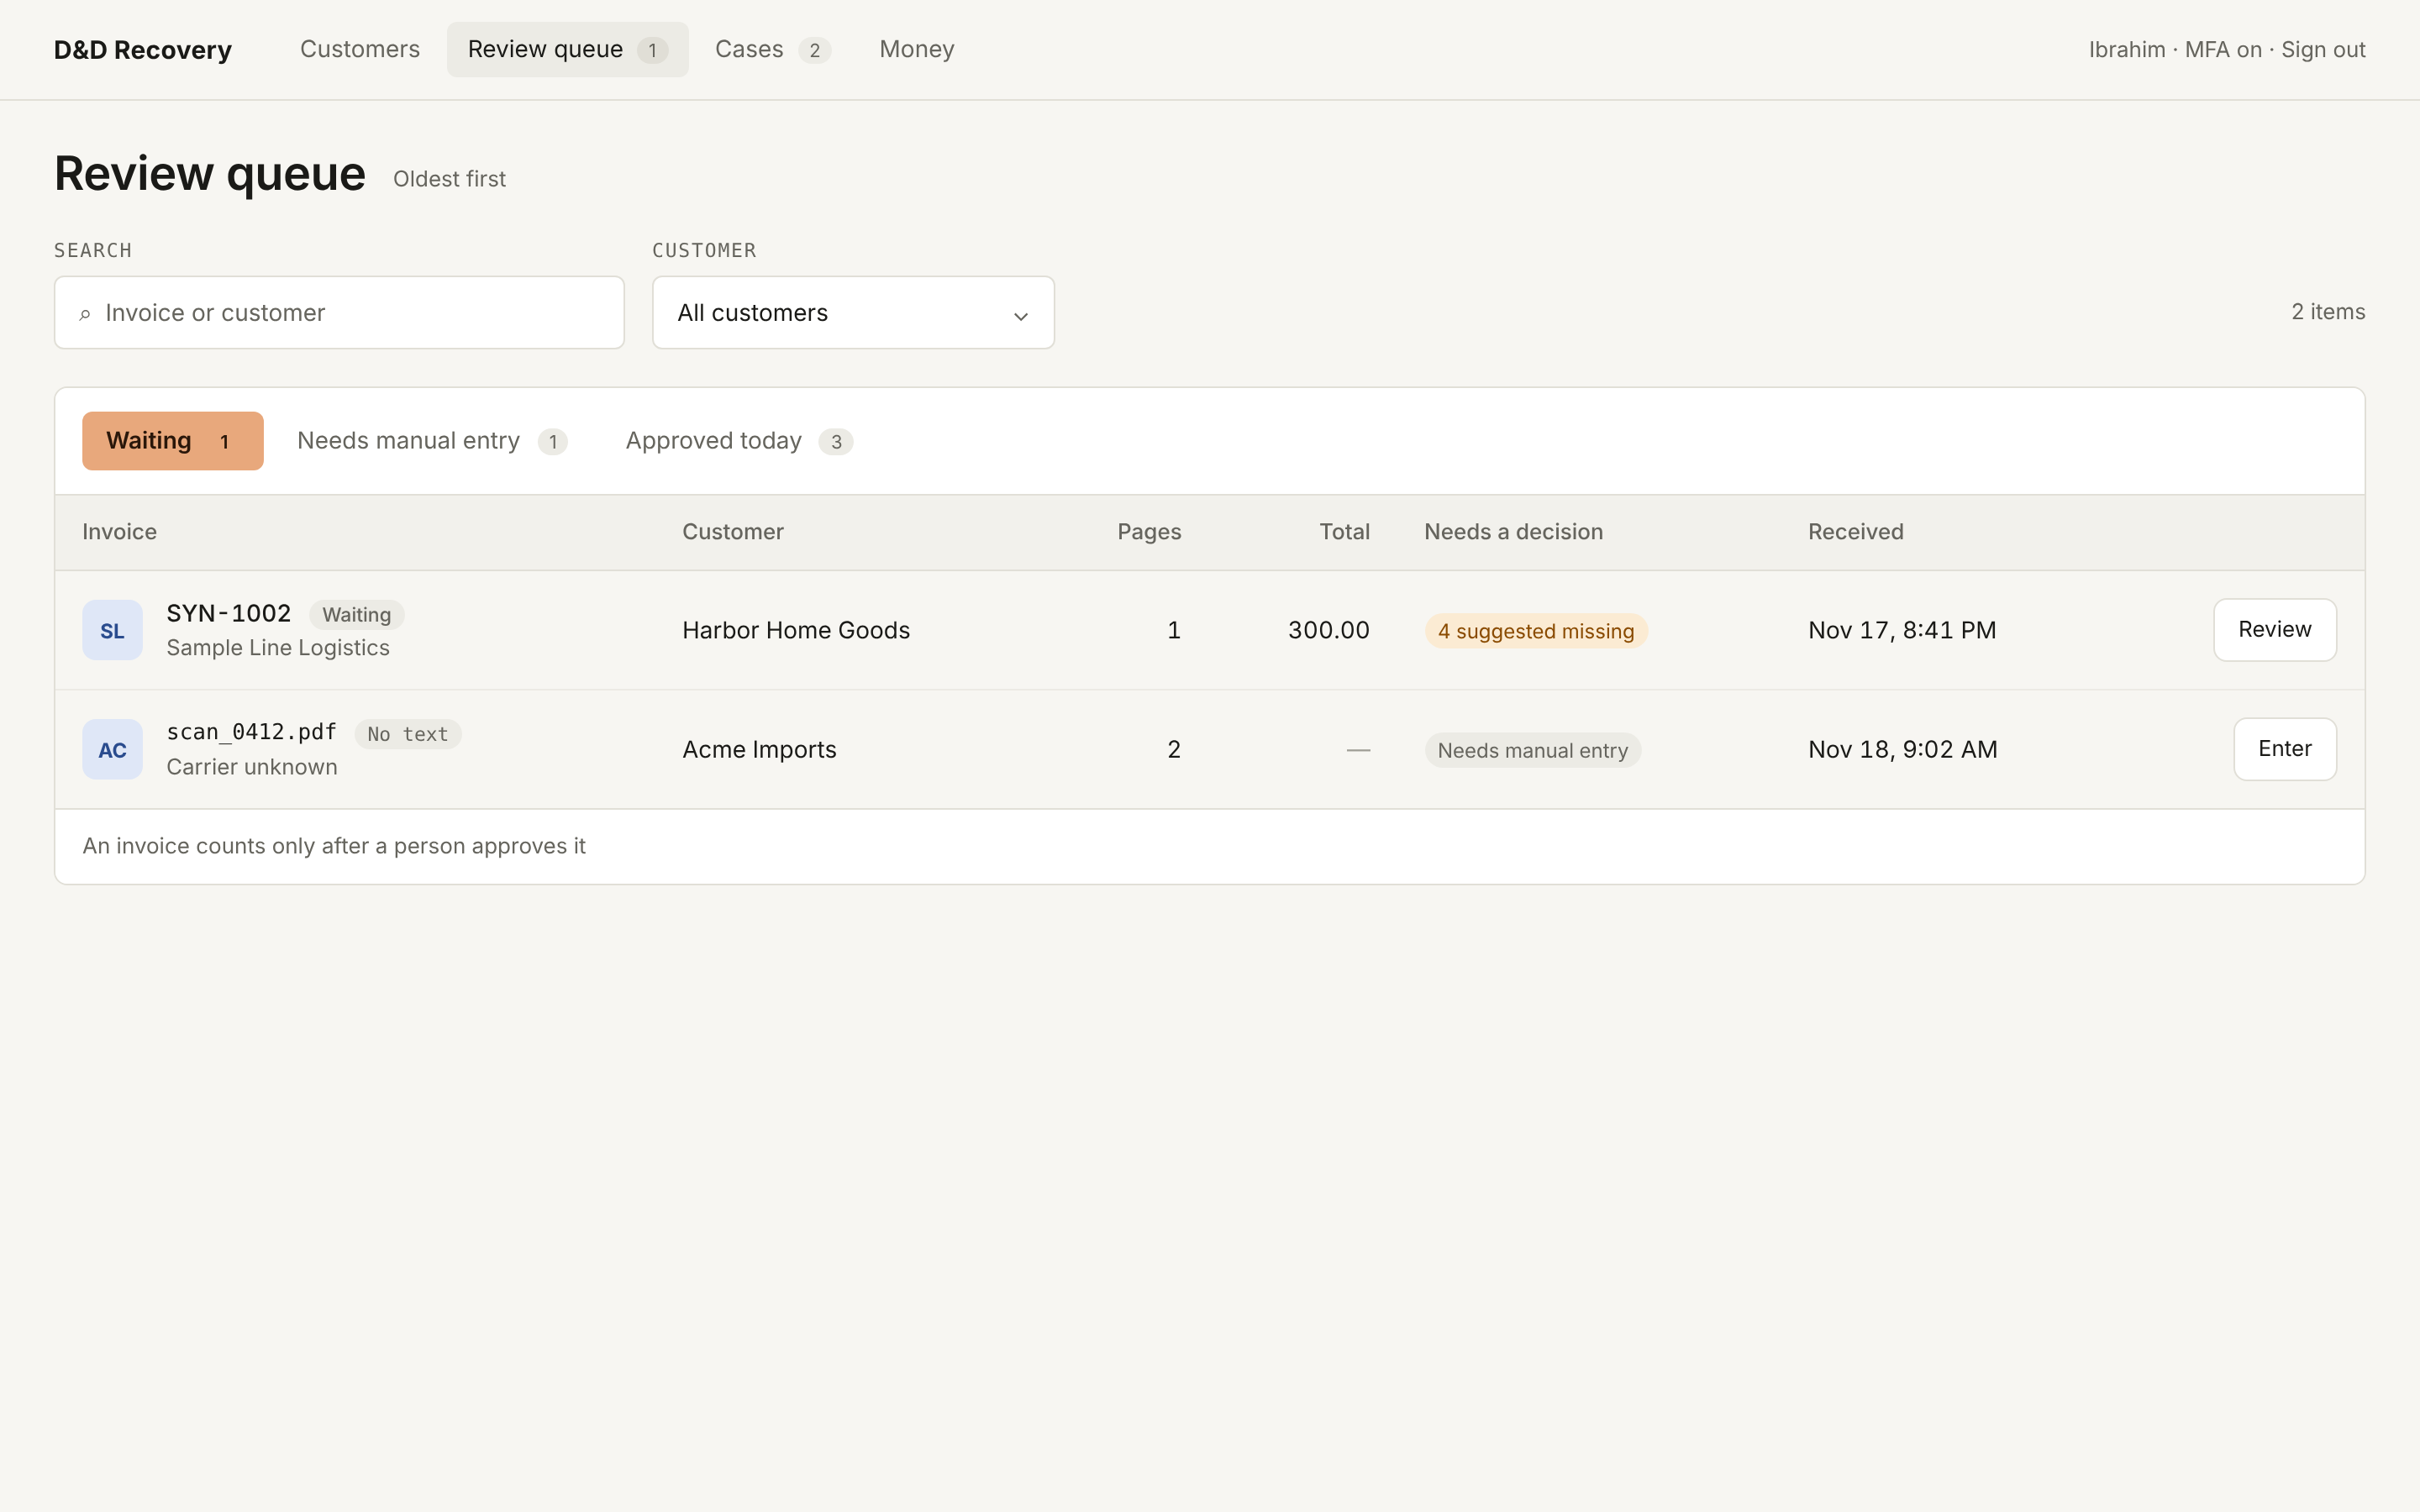 D&D Recovery Customers Review queue 1 Cases 2 Money Ibrahim · MFA on · Sign out
Review queue Oldest first
SEARCH CUSTOMER
Invoice or customer All customers 2 items
Waiting 1 Needs manual entry 1 Approved today 3
Invoice Customer Pages Total Needs a decision Received
SL SYN-1002 Waiting Harbor Home Goods 1 300.00 4 suggested missing Nov 17, 8:41 PM Review
Sample Line Logistics
AC scan_0412.pdf No text Acme Imports 2 — Needs manual entry Nov 18, 9:02 AM Enter
Carrier unknown
An invoice counts only after a person approves it